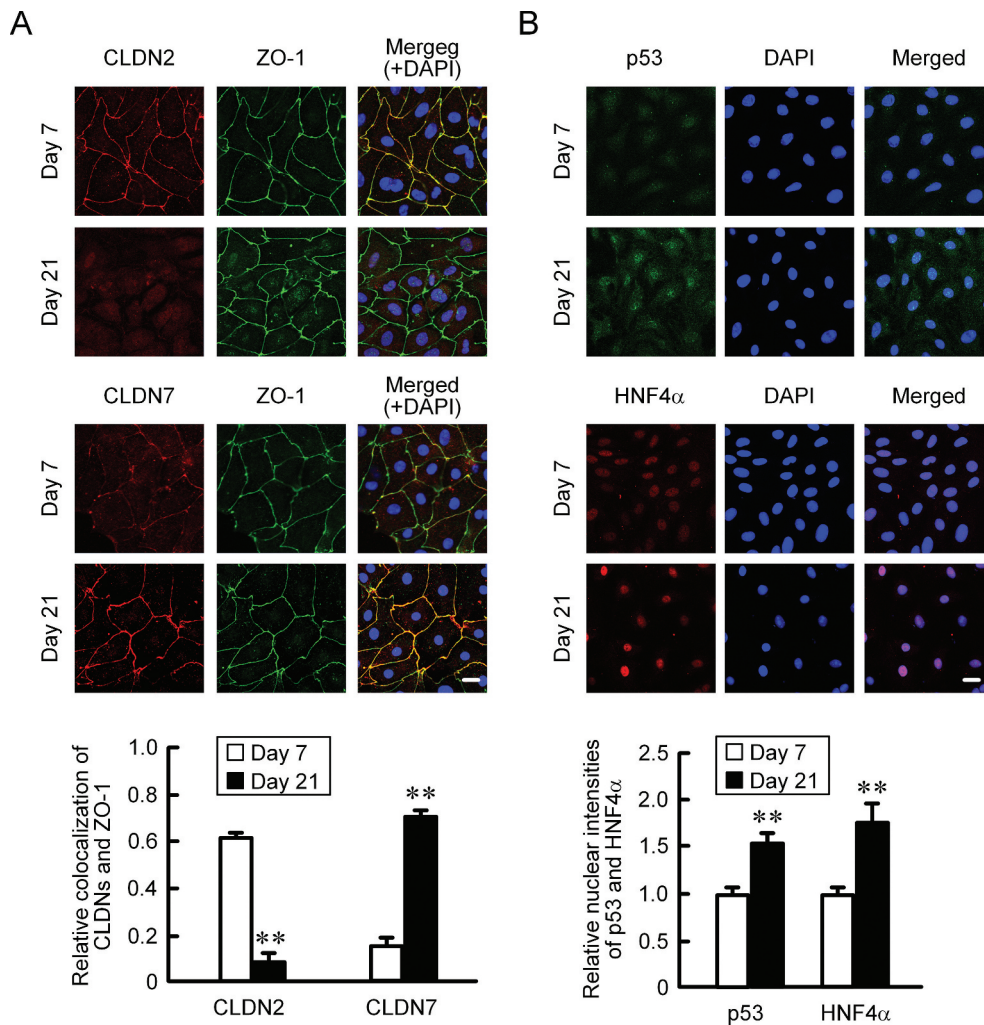 A
CLDN2 ZO-1 Mergeg
(+DAPI)
Day 7
Day 21
CLDN7 ZO-1 Merged
(+DAPI)
Day 7
Day 21
Relative colocalization of
CLDNs and ZO-1
1.0
0.8
0.6
0.4
0.2
0
Day 7
Day 21
**
**
CLDN2 CLDN7
B
p53 DAPI Merged
Day 7
Day 21
HNF4α DAPI Merged
Day 7
Day 21
Relative nuclear intensities
of p53 and HNF4α
2.5
2.0
1.5
1.0
0.5
0
Day 7
Day 21
**
**
p53 HNF4α